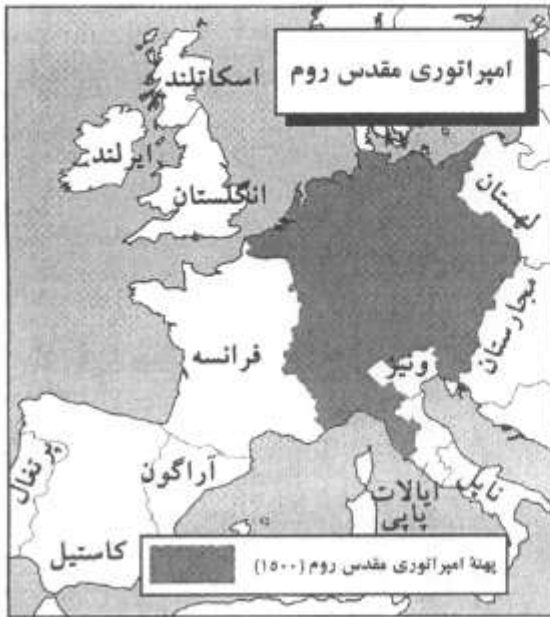 امپراتوری مقدس روم
اسکاتلند
ایرلند
انگلستان
لهستان
مجارستان
ونیز
فرانسه
پرتغال
آراگون
کاستیل
ایالات
پاپی
ناپل
پهنهٔ امپراتوری مقدس روم (۱۵۰۰)